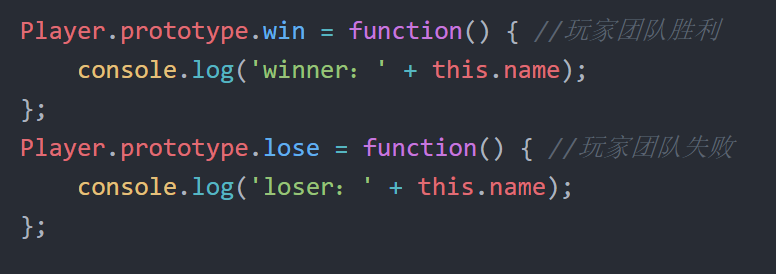 Player.prototype.win = function() { //玩家团队胜利
    console.log('winner：' + this.name);
};
Player.prototype.lose = function() { //玩家团队失败
    console.log('loser：' + this.name);
};